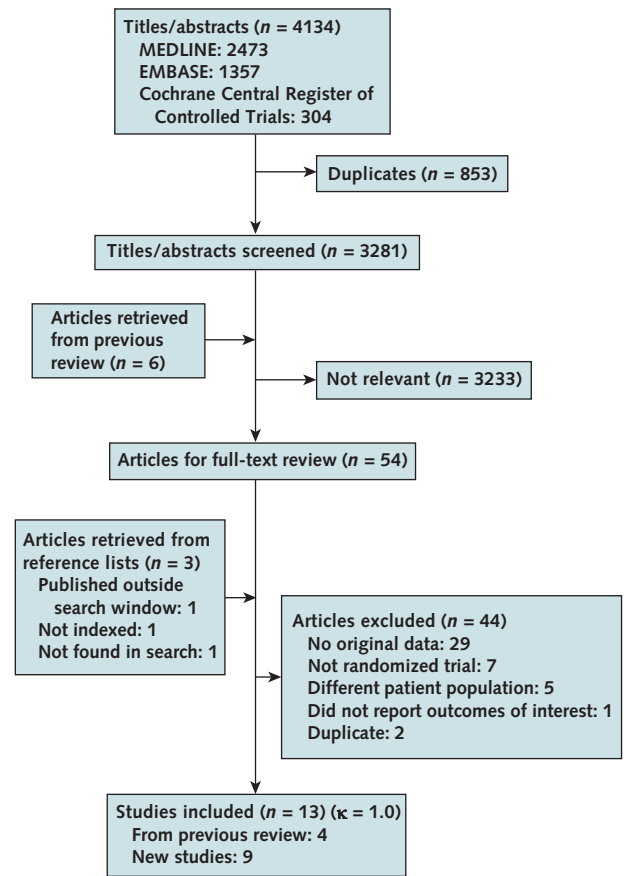 Titles/abstracts (n = 4134)
MEDLINE: 2473
EMBASE: 1357
Cochrane Central Register of
Controlled Trials: 304
Duplicates (n = 853)
Titles/abstracts screened (n = 3281)
Articles retrieved
from previous
review (n = 6)
Not relevant (n = 3233)
Articles for full-text review (n = 54)
Articles retrieved from
reference lists (n = 3)
Published outside
search window: 1
Not indexed: 1
Not found in search: 1
Articles excluded (n = 44)
No original data: 29
Not randomized trial: 7
Different patient population: 5
Did not report outcomes of interest: 1
Duplicate: 2
Studies included (n = 13) (κ = 1.0)
From previous review: 4
New studies: 9